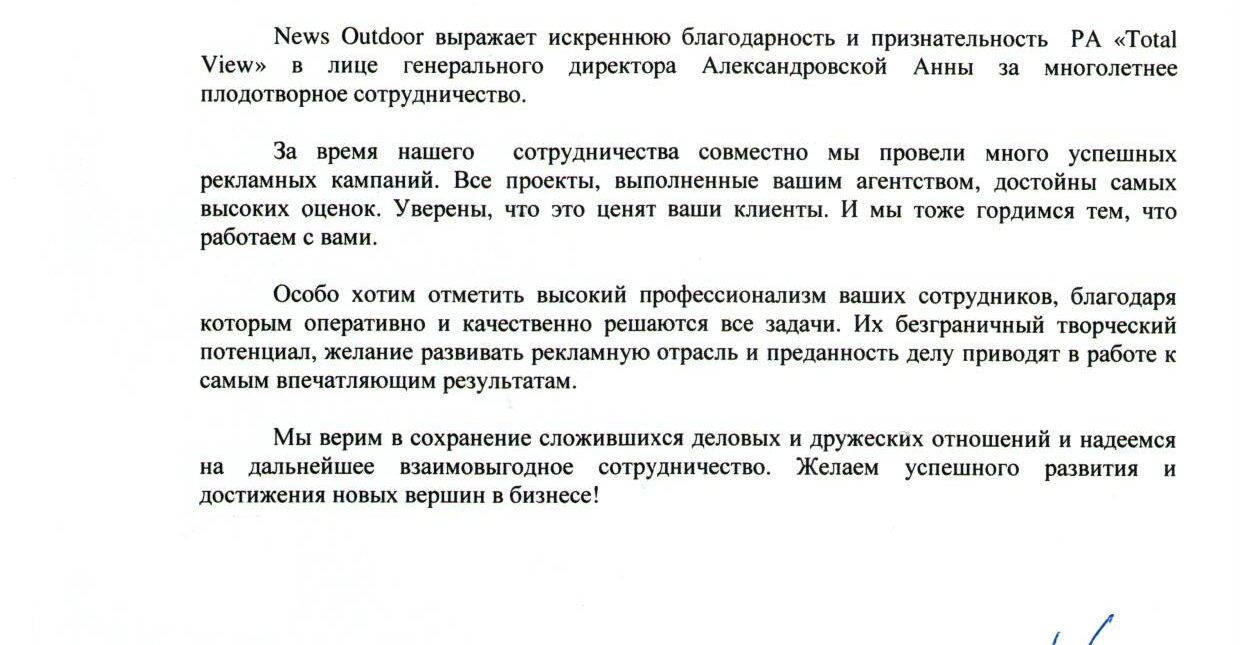 News Outdoor выражает искреннюю благодарность и признательность РА «Total
View» в лице генерального директора Александровской Анны за многолетнее
плодотворное сотрудничество.
За время нашего сотрудничества совместно мы провели много успешных
рекламных кампаний. Все проекты, выполненные вашим агентством, достойны самых
высоких оценок. Уверены, что это ценят ваши клиенты. И мы тоже гордимся тем, что
работаем с вами.
Особо хотим отметить высокий профессионализм ваших сотрудников, благодаря
которым оперативно и качественно решаются все задачи. Их безграничный творческий
потенциал, желание развивать рекламную отрасль и преданность делу приводят в работе к
самым впечатляющим результатам.
Мы верим в сохранение сложившихся деловых и дружеских отношений и надеемся
на дальнейшее взаимовыгодное сотрудничество. Желаем успешного развития и
достижения новых вершин в бизнесе!